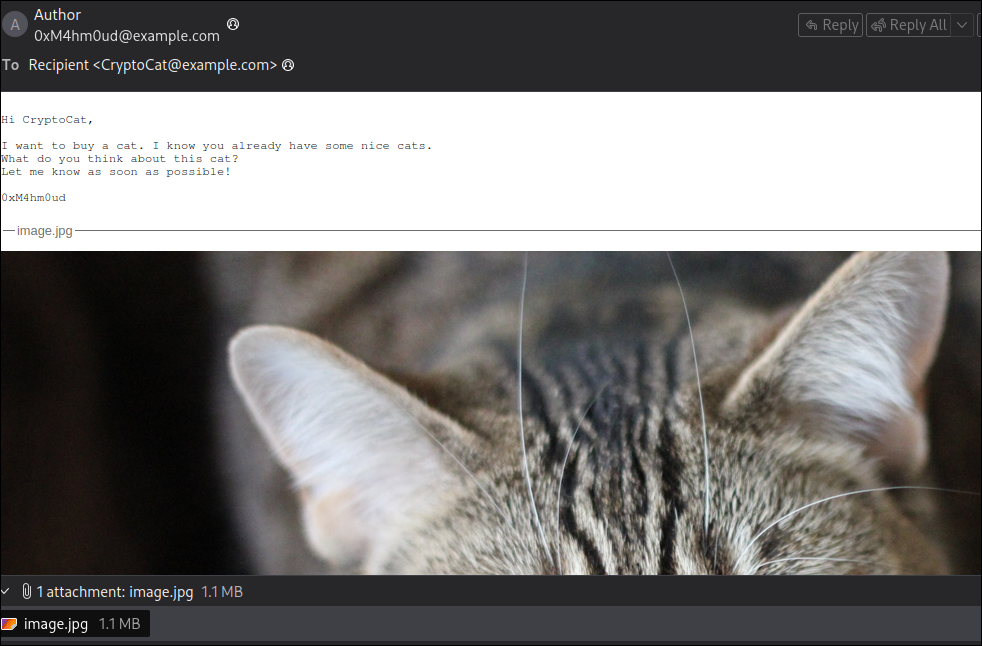 A
Author
0xM4hm0ud@example.com
Reply
Reply All
To Recipient <CryptoCat@example.com>
Hi CryptoCat,
I want to buy a cat. I know you already have some nice cats.
What do you think about this cat?
Let me know as soon as possible!
0xM4hm0ud
image.jpg
1 attachment: image.jpg 1.1 MB
image.jpg 1.1 MB